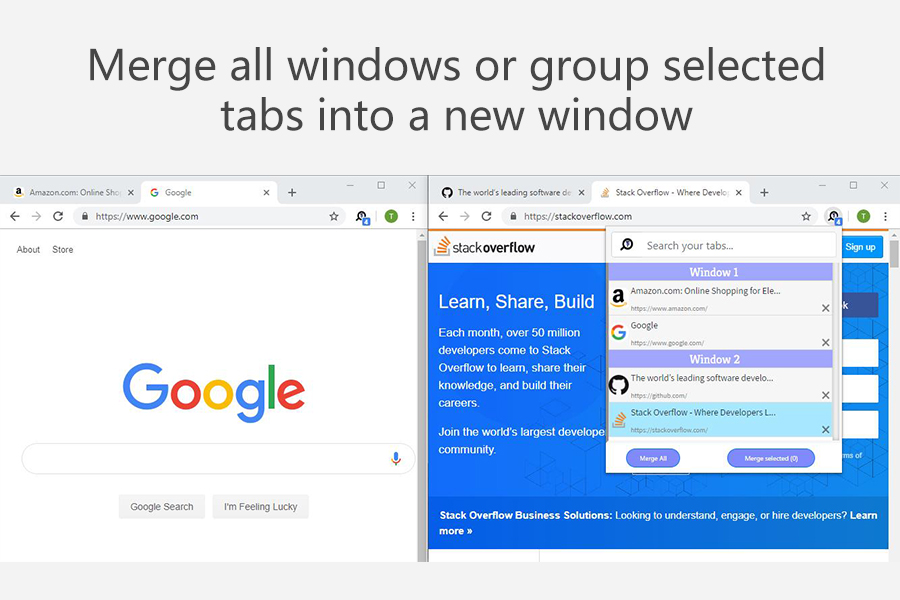 Merge all windows or group selected
tabs into a new window
Amazon.com: Online Sho
Google
https://www.google.com
4
T
About
Store
Google
Google Search
I'm Feeling Lucky
The world's leading software de
Stack Overflow - Where Develop
https://stackoverflow.com
4
T
stackoverflow
Sign up
Learn, Share, Build
Each month, over 50 million
developers come to Stack
Overflow to learn, share their
knowledge, and build their
careers.
Join the world's largest develope
community.
Search your tabs...
Window 1
Amazon.com: Online Shopping for Ele...
https://www.amazon.com/
Google
https://www.google.com/
Window 2
The world's leading software develo...
https://github.com/
Stack Overflow - Where Developers L...
https://stackoverflow.com/
Merge All
Merge selected (0)
k
rms of
Stack Overflow Business Solutions: Looking to understand, engage, or hire developers? Learn
more »